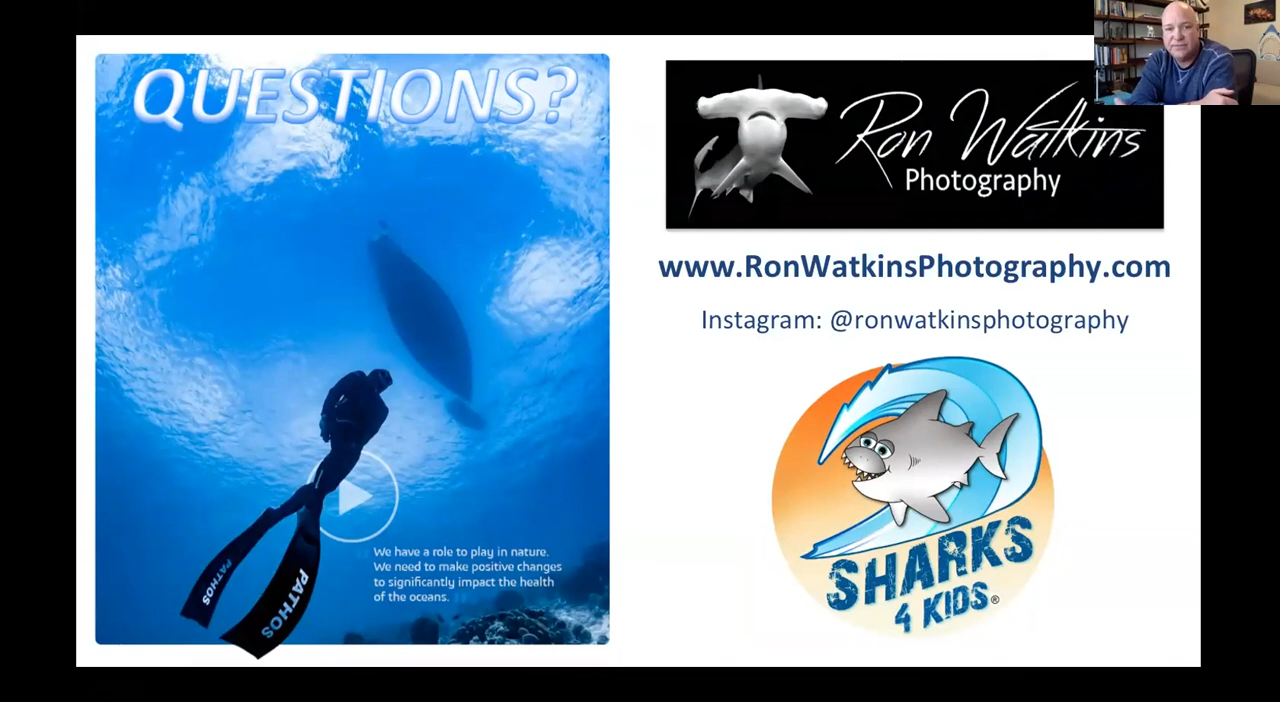 QUESTIONS?
PATHOS
PATHOS
We have a role to play in nature.
We need to make positive changes
to significantly impact the health
of the oceans.
Ron Watkins
Photography
www.RonWatkinsPhotography.com
Instagram: @ronwatkinsphotography
SHARKS
4 KIDS®